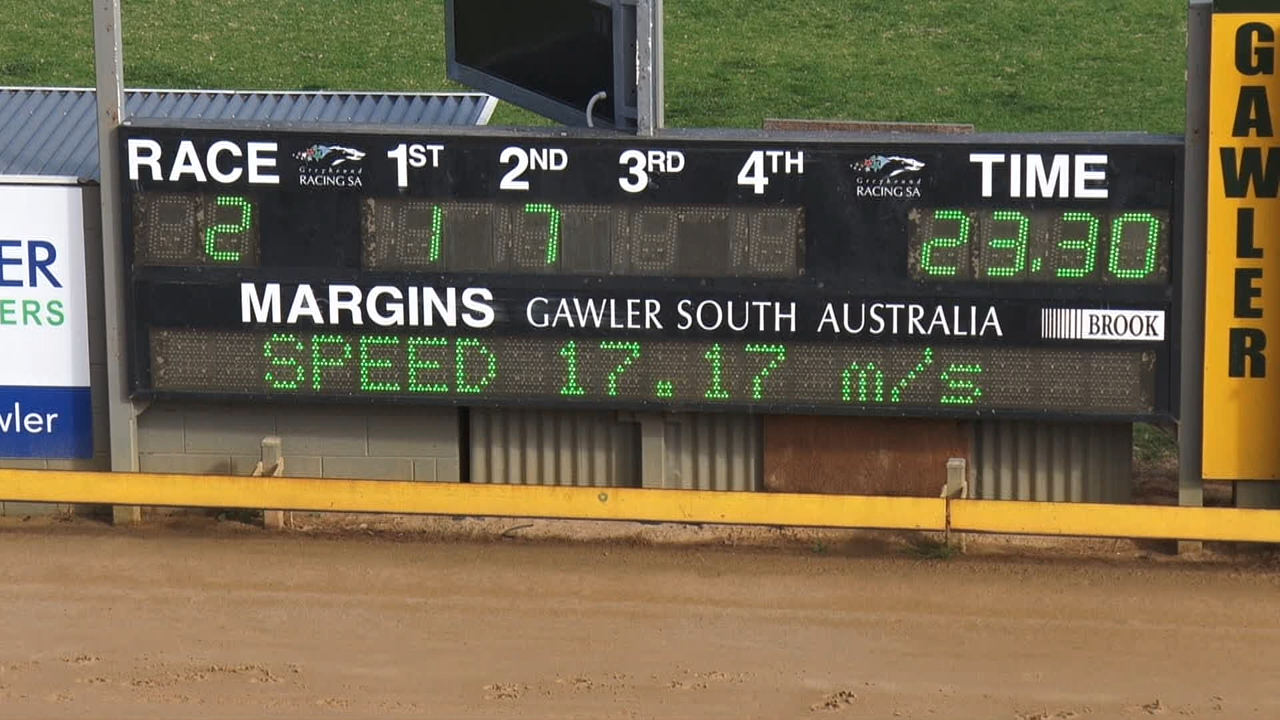 RACE Greyhound RACING SA 1ST 2ND 3RD 4TH Greyhound RACING SA TIME
2 1 7 23.30
MARGINS GAWLER SOUTH AUSTRALIA BROOK
SPEED 17.17 m/s
ER
ERS
wler
GAWLER